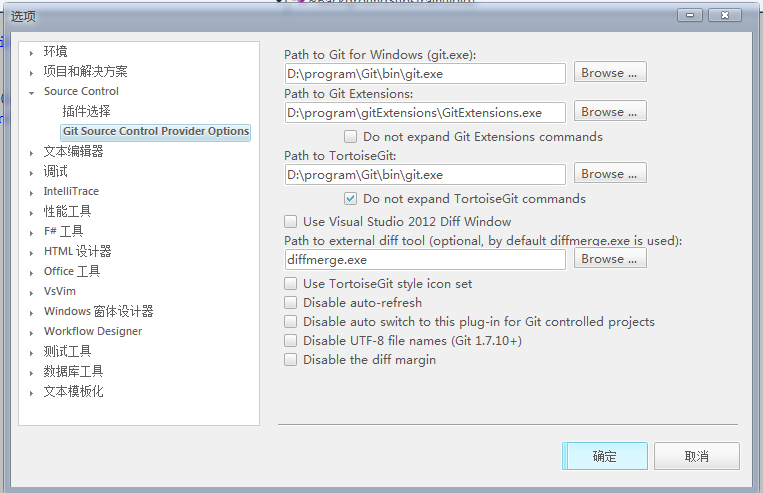 选项
环境
项目和解决方案
Source Control
插件选择
Git Source Control Provider Options
文本编辑器
调试
IntelliTrace
性能工具
F# 工具
HTML 设计器
Office 工具
VsVim
Windows 窗体设计器
Workflow Designer
测试工具
数据库工具
文本模板化
Path to Git for Windows (git.exe):
D:\program\Git\bin\git.exe
Browse ...
Path to Git Extensions:
D:\program\gitExtensions\GitExtensions.exe
Browse ...
Do not expand Git Extensions commands
Path to TortoiseGit:
D:\program\Git\bin\git.exe
Browse ...
Do not expand TortoiseGit commands
Use Visual Studio 2012 Diff Window
Path to external diff tool (optional, by default diffmerge.exe is used):
diffmerge.exe
Browse ...
Use TortoiseGit style icon set
Disable auto-refresh
Disable auto switch to this plug-in for Git controlled projects
Disable UTF-8 file names (Git 1.7.10+)
Disable the diff margin
确定
取消